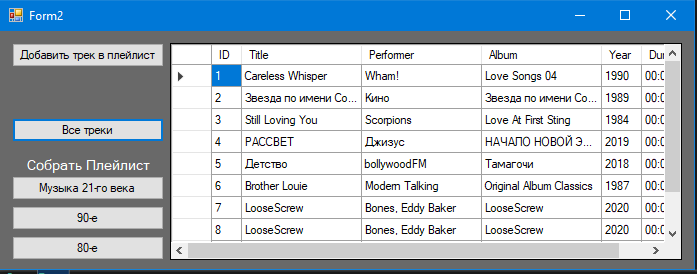 Form2
Добавить трек в плейлист
Все треки
Собрать Плейлист
Музыка 21-го века
90-е
80-е
ID Title Performer Album Year Dur
1 Careless Whisper Wham! Love Songs 04 1990 00:0
2 Звезда по имени Со... Кино Звезда по имени Со... 1989 00:0
3 Still Loving You Scorpions Love At First Sting 1984 00:0
4 РАССВЕТ Джизус НАЧАЛО НОВОЙ Э... 2019 00:0
5 Детство bollywoodFM Тамагочи 2018 00:0
6 Brother Louie Modern Talking Original Album Classics 1987 00:0
7 LooseScrew Bones, Eddy Baker LooseScrew 2020 00:0
8 LooseScrew Bones, Eddy Baker LooseScrew 2020 00:0